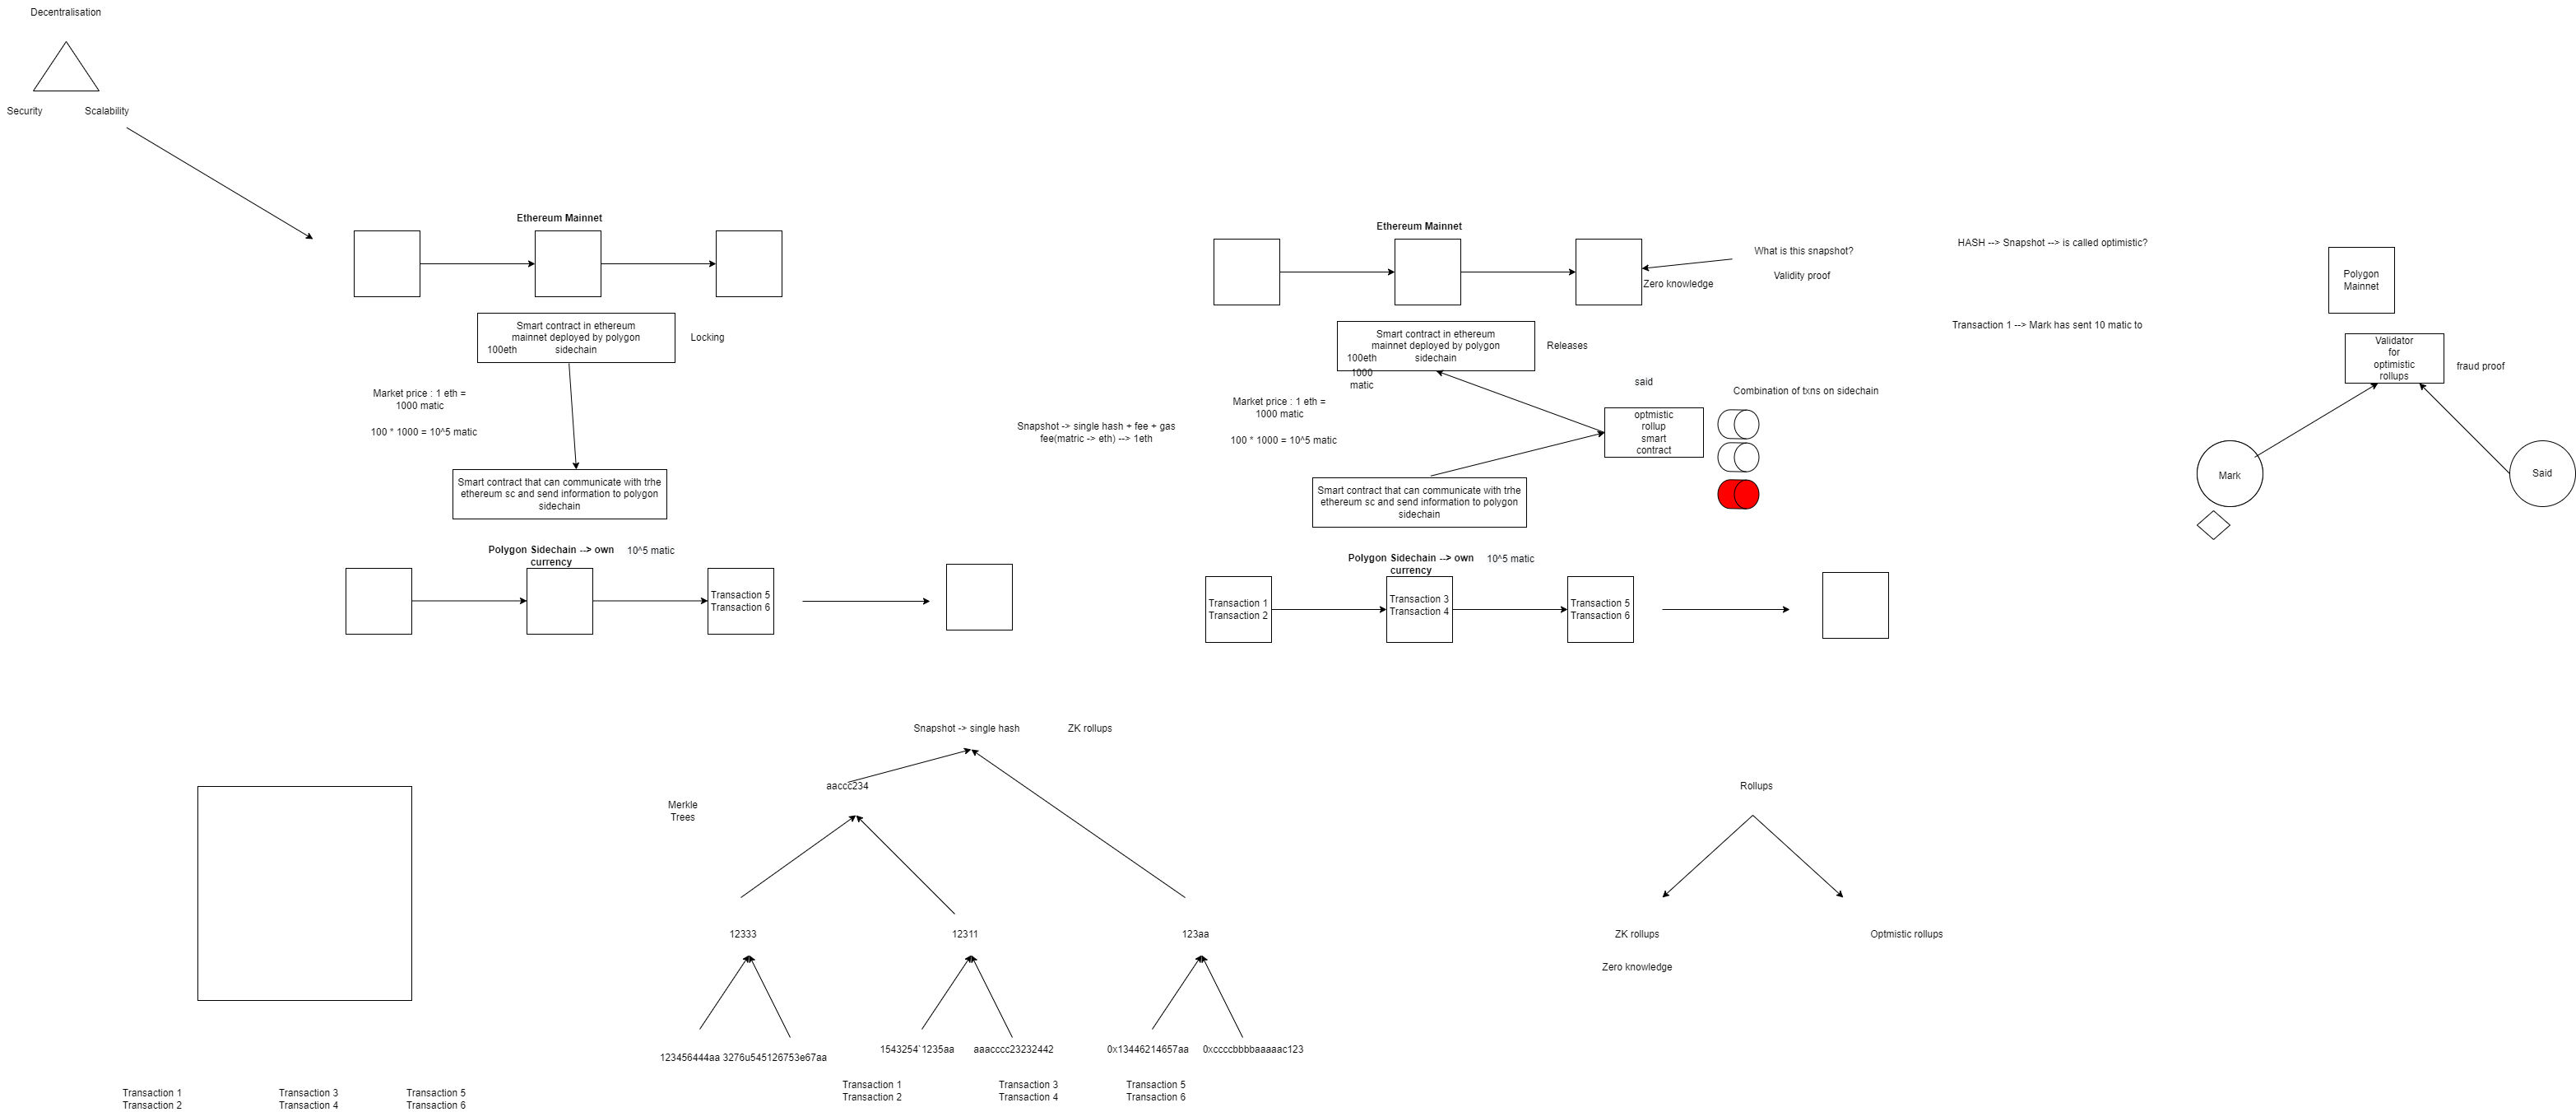 Decentralisation
Security
Scalability
Ethereum Mainnet
Smart contract in ethereum
mainnet deployed by polygon
100eth
sidechain
Locking
Market price : 1 eth =
1000 matic
100 * 1000 = 10^5 matic
Smart contract that can communicate with trhe
ethereum sc and send information to polygon
sidechain
Polygon Sidechain --> own
currency
10^5 matic
Transaction 5
Transaction 6
Snapshot -> single hash + fee + gas
fee(matric -> eth) --> 1eth
Ethereum Mainnet
What is this snapshot?
Validity proof
Zero knowledge
Smart contract in ethereum
mainnet deployed by polygon
100eth
sidechain
1000
matic
Releases
Market price : 1 eth =
1000 matic
100 * 1000 = 10^5 matic
said
optmistic
rollup
smart
contract
Combination of txns on sidechain
Smart contract that can communicate with trhe
ethereum sc and send information to polygon
sidechain
Polygon Sidechain --> own
currency
10^5 matic
Transaction 1
Transaction 2
Transaction 3
Transaction 4
Transaction 5
Transaction 6
HASH --> Snapshot --> is called optimistic?
Transaction 1 --> Mark has sent 10 matic to
Polygon
Mainnet
Validator
for
optimistic
rollups
fraud proof
Mark
Said
Snapshot -> single hash
ZK rollups
aaccc234
Merkle
Trees
12333
12311
123aa
123456444aa
3276u545126753e67aa
1543254`1235aa
aaacccc23232442
0x13446214657aa
0xccccbbbbaaaaac123
Transaction 1
Transaction 2
Transaction 3
Transaction 4
Transaction 5
Transaction 6
Transaction 1
Transaction 2
Transaction 3
Transaction 4
Transaction 5
Transaction 6
Rollups
ZK rollups
Optmistic rollups
Zero knowledge